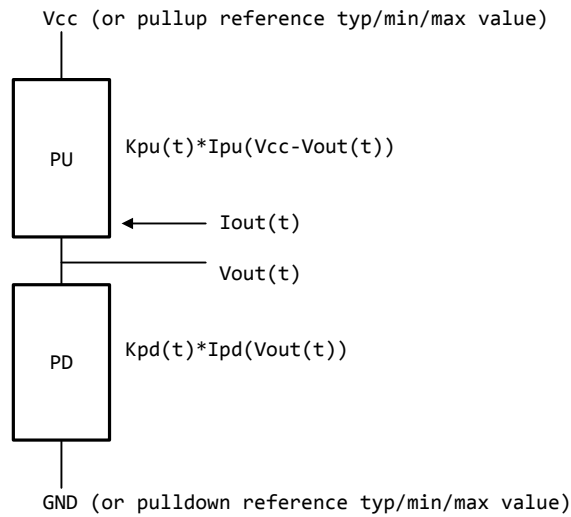 Vcc (or pullup reference typ/min/max value)
PU
Kpu(t)*Ipu(Vcc-Vout(t))
Iout(t)
Vout(t)
PD
Kpd(t)*Ipd(Vout(t))
GND (or pulldown reference typ/min/max value)